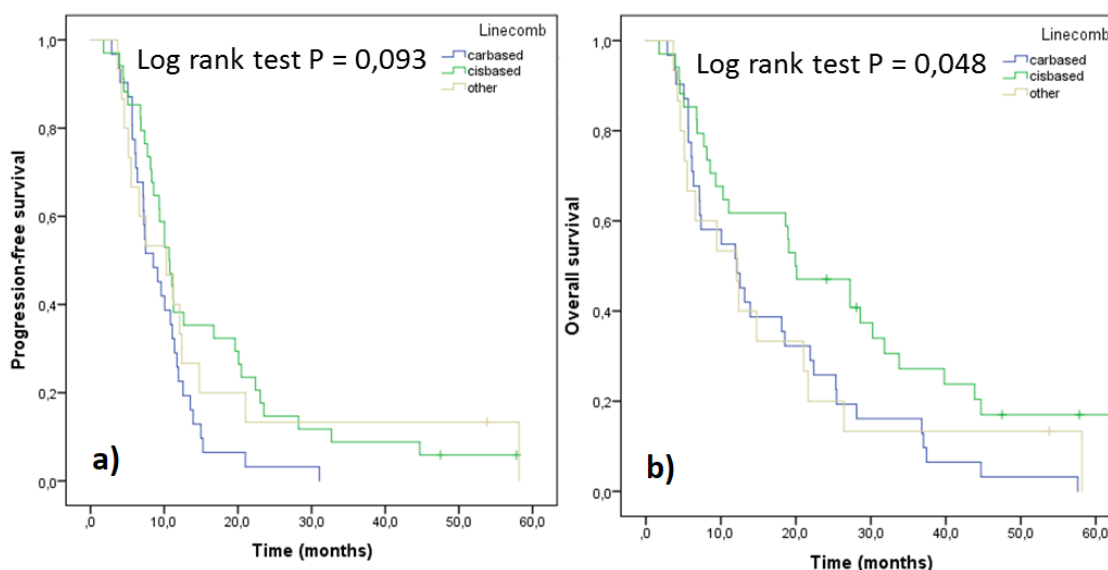 Linecomb
Log rank test P = 0,093
carbased
cisbased
other
Progression-free survival
1,0
0,8
0,6
0,4
0,2
0,0
a)
,0 10,0 20,0 30,0 40,0 50,0 60,0
Time (months)
Linecomb
Log rank test P = 0,048
carbased
cisbased
other
Overall survival
1,0
0,8
0,6
0,4
0,2
0,0
b)
,0 10,0 20,0 30,0 40,0 50,0 60,0
Time (months)